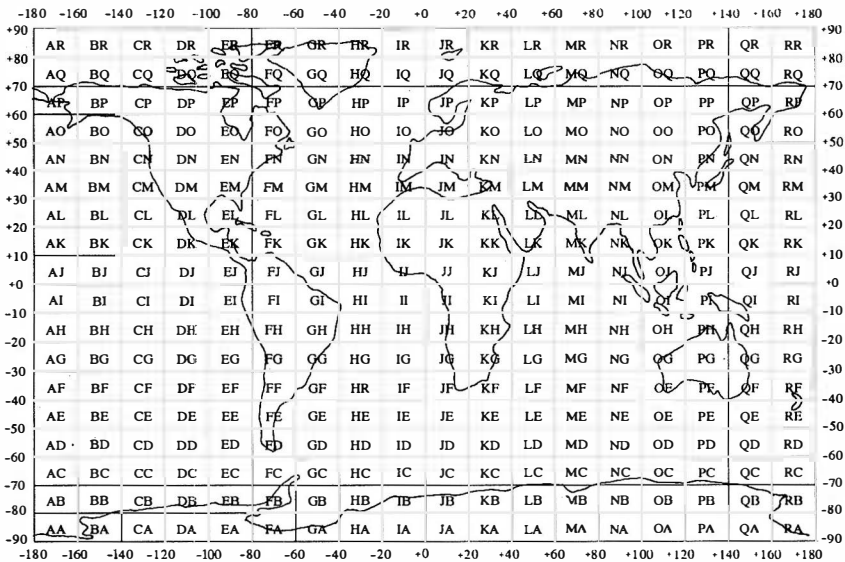 -180 -160 -140 -120 -100 -80 -60 -40 -20 +0 +20 +40 +60 +80 +100 +120 +140 +160 +180
+90 +90
AR BR CR DR ER FR GR HR IR JR KR LR MR NR OR PR RR
+80 +80
AQ BQ CQ DQ EQ FQ GQ HQ IQ JQ KQ LQ MQ NQ OQ PQ QQ RQ
+70 +70
AP BP CP DP EP FP GP HP IP JP KP LP MP NP OP PP QP RP
+60 +60
AO BO CO DO EO FO GO HO IO JO KO LO MO NO OO PO QO RO
+50 +50
AN BN CN DN EN FN GN HN IN JN KN LN MN NN ON PN QN RN
+40 +40
AM BM CM DM EM FM GM HM IM JM KM LM MM NM OM PM QM RM
+30 +30
AL BL CL DL EL FL GL HL IL JL KL LL ML NL OL PL QL RL
+20 +20
AK BK CK DK EK FK GK HK IK JK KK LK MK NK OK PK QK RK
+10 +10
AJ BJ CJ DJ EJ FJ GJ HJ IJ JJ KJ LJ MJ NJ OJ PJ QJ RJ
+0 +0
AI BI CI DI EI FI GI HI II JI KI LI MI NI OI PI QI RI
-10 -10
AH BH CH DH EH FH GH HH IH JH KH LH MH NH OH PH QH RH
-20 -20
AG BG CG DG EG FG GG HG IG JG KG LG MG NG OG PG QG RG
-30 -30
AF BF CF DF EF FF GF HR IF JF KF LF MF NF OF PF QF RF
-40 -40
AE BE CE DE EE FE GE HE IE JE KE LE ME NE OE PE QE RE
-50 -50
AD BD CD DD ED FD GD HD ID JD KD LD MD ND OD PD QD RD
-60 -60
AC BC CC DC EC FC GC HC IC JC KC LC MC NC OC PC QC RC
-70 -70
AB BB CB DB EB FB GB HB IB JB KB LB MB NB OB PB QB RB
-80 -80
AA BA CA DA EA FA GA HA IA JA KA LA MA NA OA PA QA RA
-90 -90
-180 -160 -140 -120 -100 -80 -60 -40 -20 +0 +20 +40 +60 +80 +100 +120 +140 +160 +180